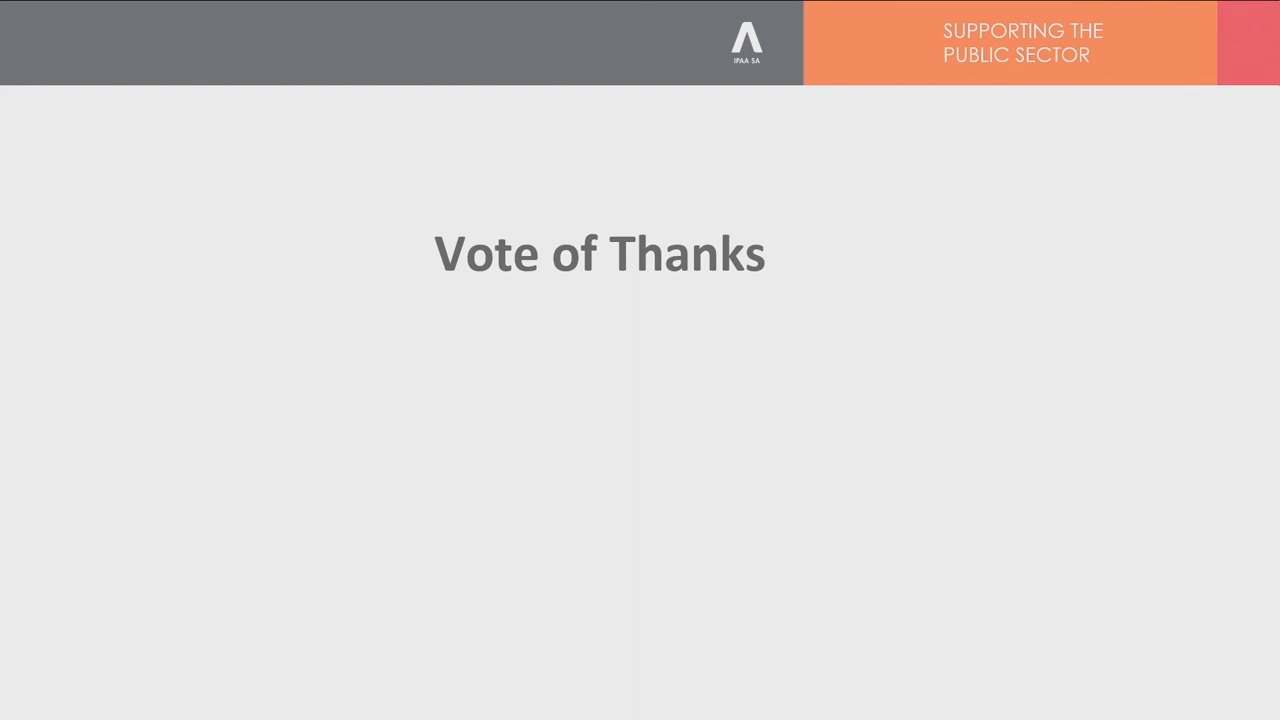 IPAA SA
SUPPORTING THE
PUBLIC SECTOR
Vote of Thanks